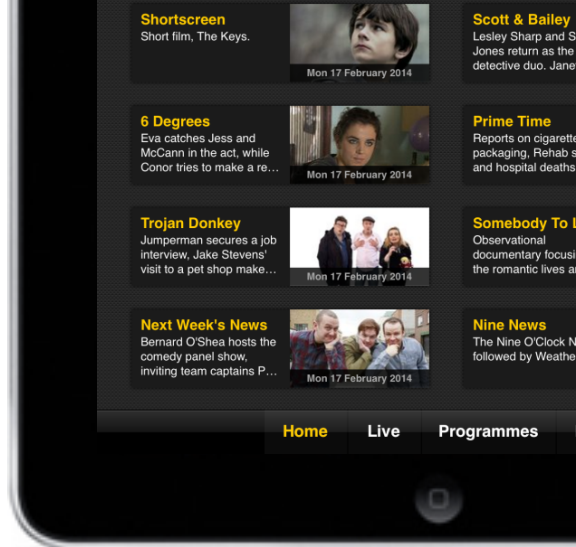 Shortscreen
Short film, The Keys.
Mon 17 February 2014
Scott & Bailey
Lesley Sharp and S
Jones return as the
detective duo. Jane
6 Degrees
Eva catches Jess and
McCann in the act, while
Conor tries to make a re…
Mon 17 February 2014
Prime Time
Reports on cigarette
packaging, Rehab s
and hospital deaths
Trojan Donkey
Jumperman secures a job
interview, Jake Stevens'
visit to a pet shop make…
Mon 17 February 2014
Somebody To L
Observational
documentary focusi
the romantic lives a
Next Week's News
Bernard O'Shea hosts the
comedy panel show,
inviting team captains P…
Mon 17 February 2014
Nine News
The Nine O'Clock N
followed by Weathe
Home Live Programmes